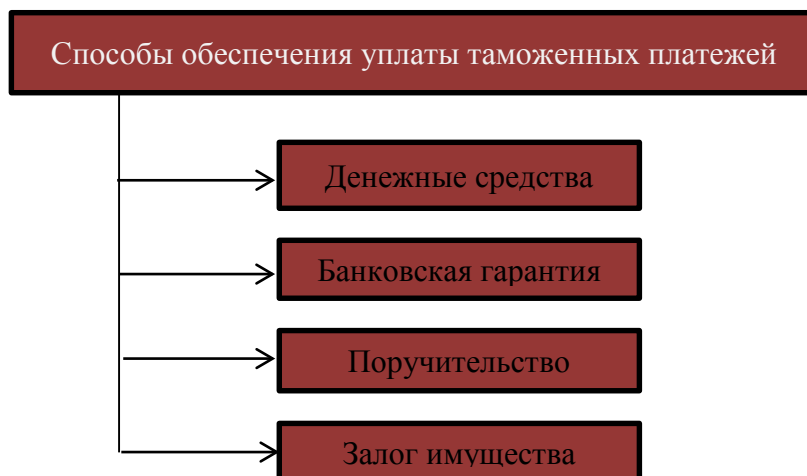 Способы обеспечения уплаты таможенных платежей
Денежные средства
Банковская гарантия
Поручительство
Залог имущества